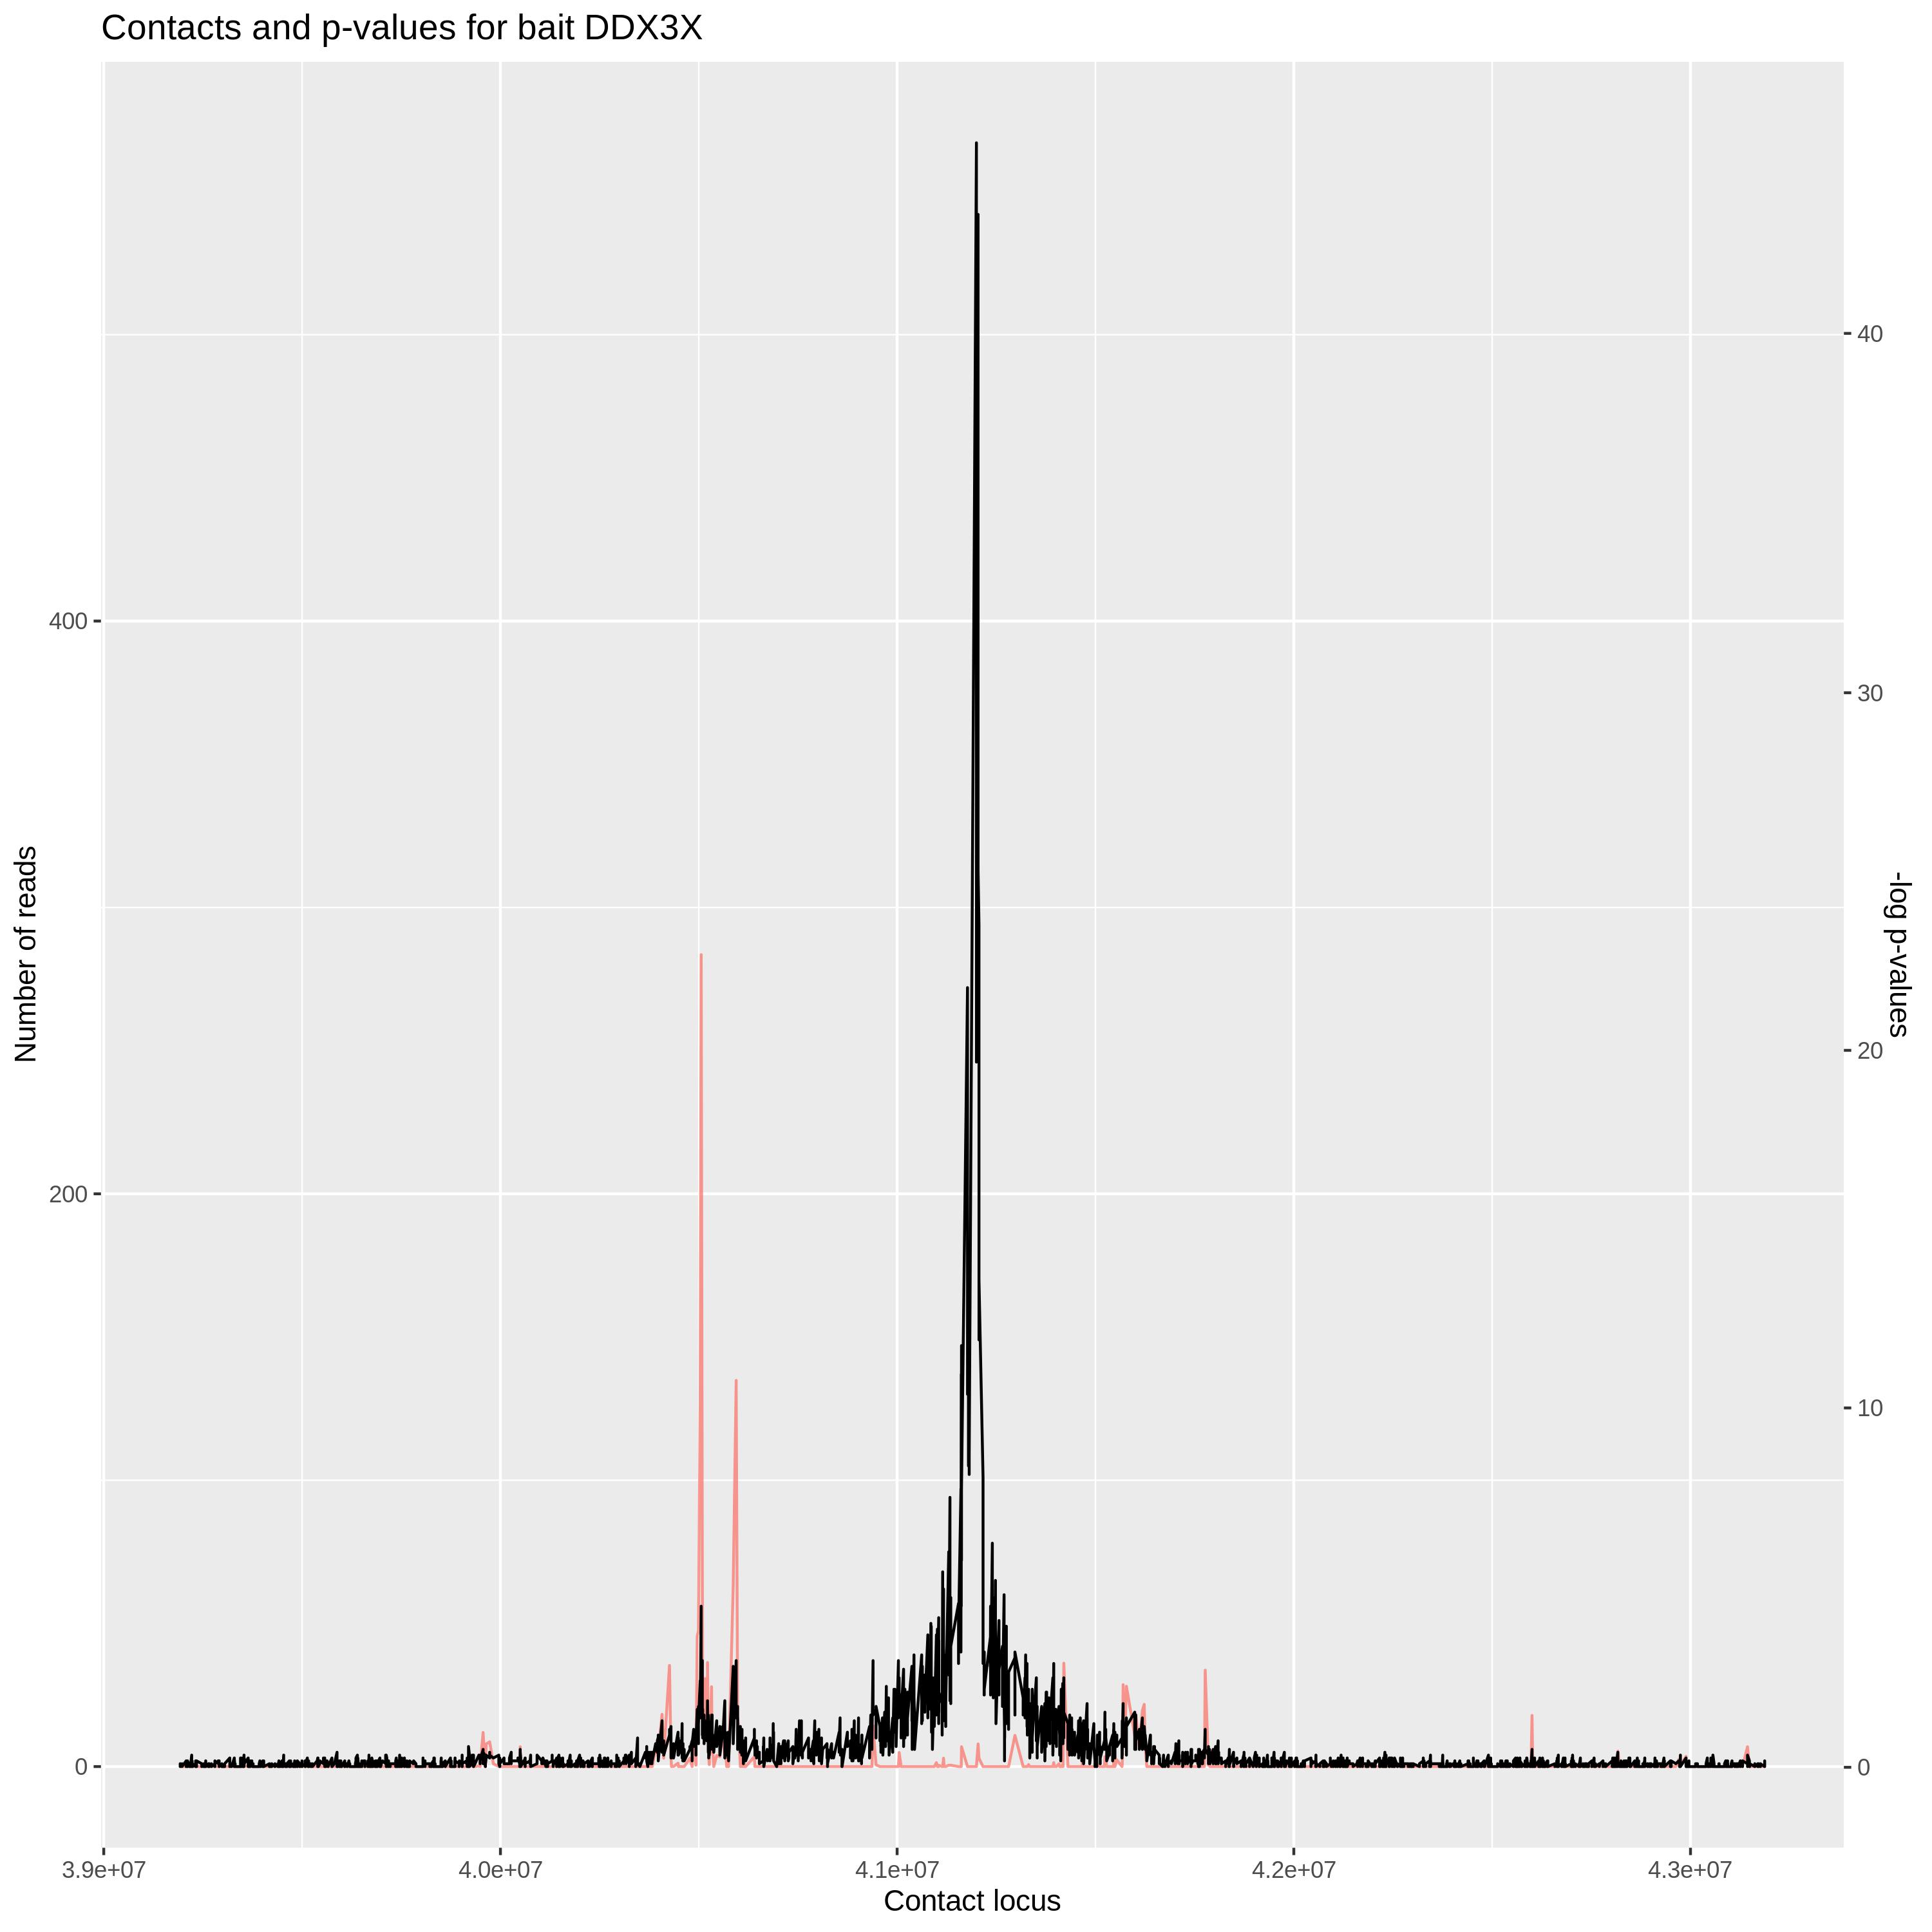 Contacts and p-values for bait DDX3X
Number of reads
400
200
0
40
30
20
10
0
-log p-values
3.9e+07
4.0e+07
4.1e+07
4.2e+07
4.3e+07
Contact locus